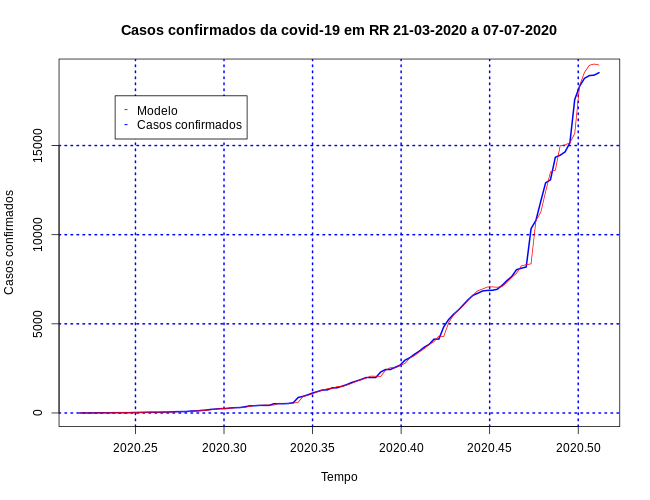 Casos confirmados da covid-19 em RR 21-03-2020 a 07-07-2020
- Modelo
- Casos confirmados
Casos confirmados
15000
10000
5000
0
2020.25 2020.30 2020.35 2020.40 2020.45 2020.50
Tempo